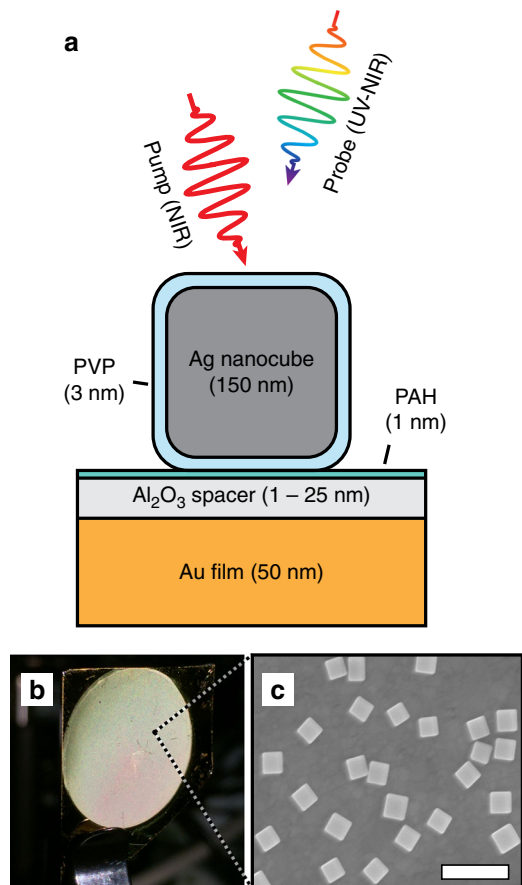 a
Pump (NIR)
Probe (UV-NIR)
Ag nanocube
(150 nm)
PVP
(3 nm)
PAH
(1 nm)
Al₂O₃ spacer (1 – 25 nm)
Au film (50 nm)
b
c